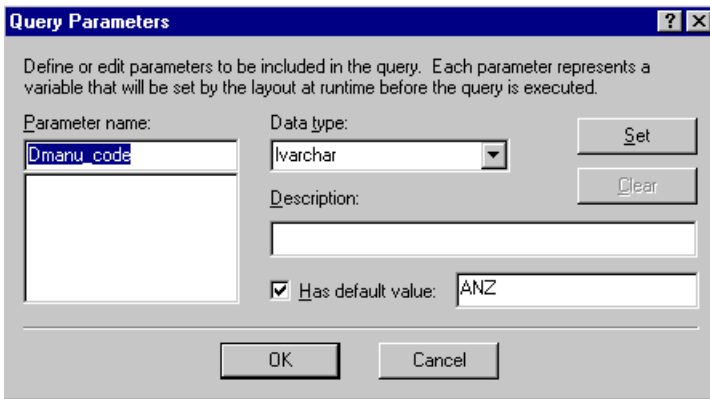 Query Parameters
Define or edit parameters to be included in the query. Each parameter represents a
variable that will be set by the layout at runtime before the query is executed.
Parameter name:
Data type:
Set
Dmanu_code
lvarchar
Clear
Description:
Has default value:
ANZ
OK
Cancel